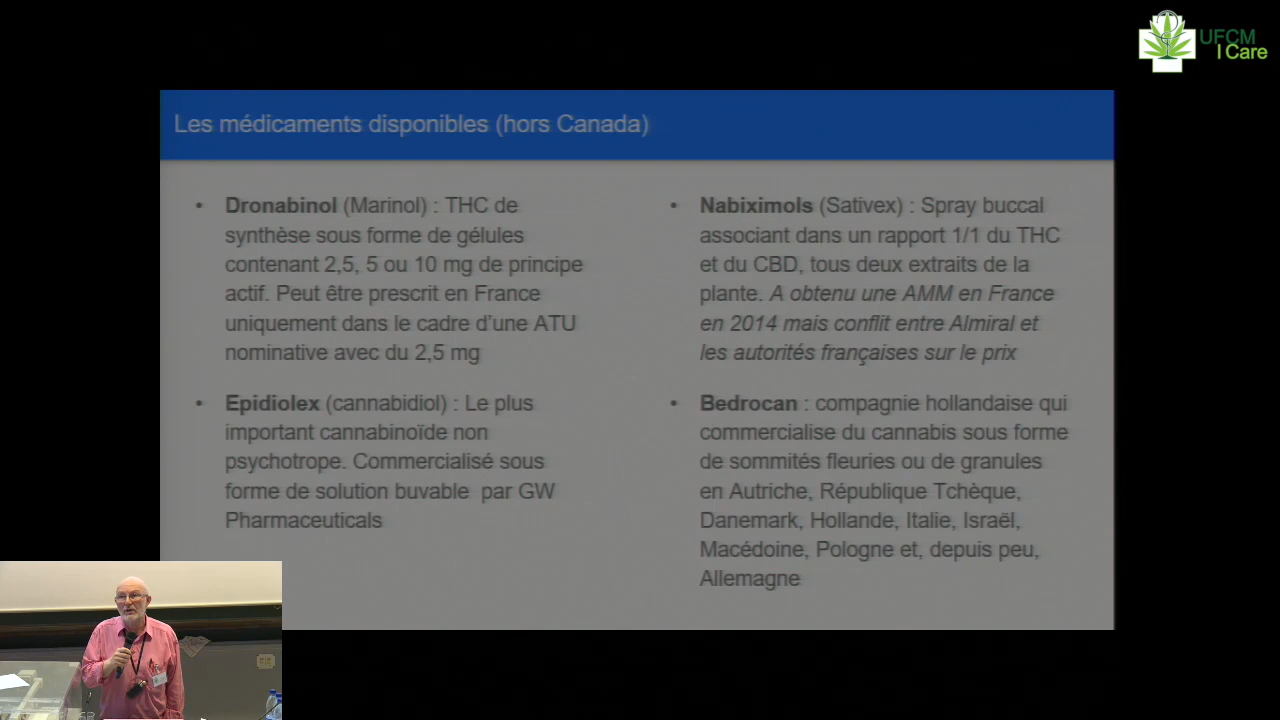 UFCM
I Care
Les médicaments disponibles (hors Canada)
• Dronabinol (Marinol) : THC de
synthèse sous forme de gélules
contenant 2,5, 5 ou 10 mg de principe
actif. Peut être prescrit en France
uniquement dans le cadre d’une ATU
nominative avec du 2,5 mg
• Epidiolex (cannabidiol) : Le plus
important cannabinoïde non
psychotrope. Commercialisé sous
forme de solution buvable par GW
Pharmaceuticals
• Nabiximols (Sativex) : Spray buccal
associant dans un rapport 1/1 du THC
et du CBD, tous deux extraits de la
plante. A obtenu une AMM en France
en 2014 mais conflit entre Almiral et
les autorités françaises sur le prix
• Bedrocan : compagnie hollandaise qui
commercialise du cannabis sous forme
de sommités fleuries ou de granules
en Autriche, République Tchèque,
Danemark, Hollande, Italie, Israël,
Macédoine, Pologne et, depuis peu,
Allemagne